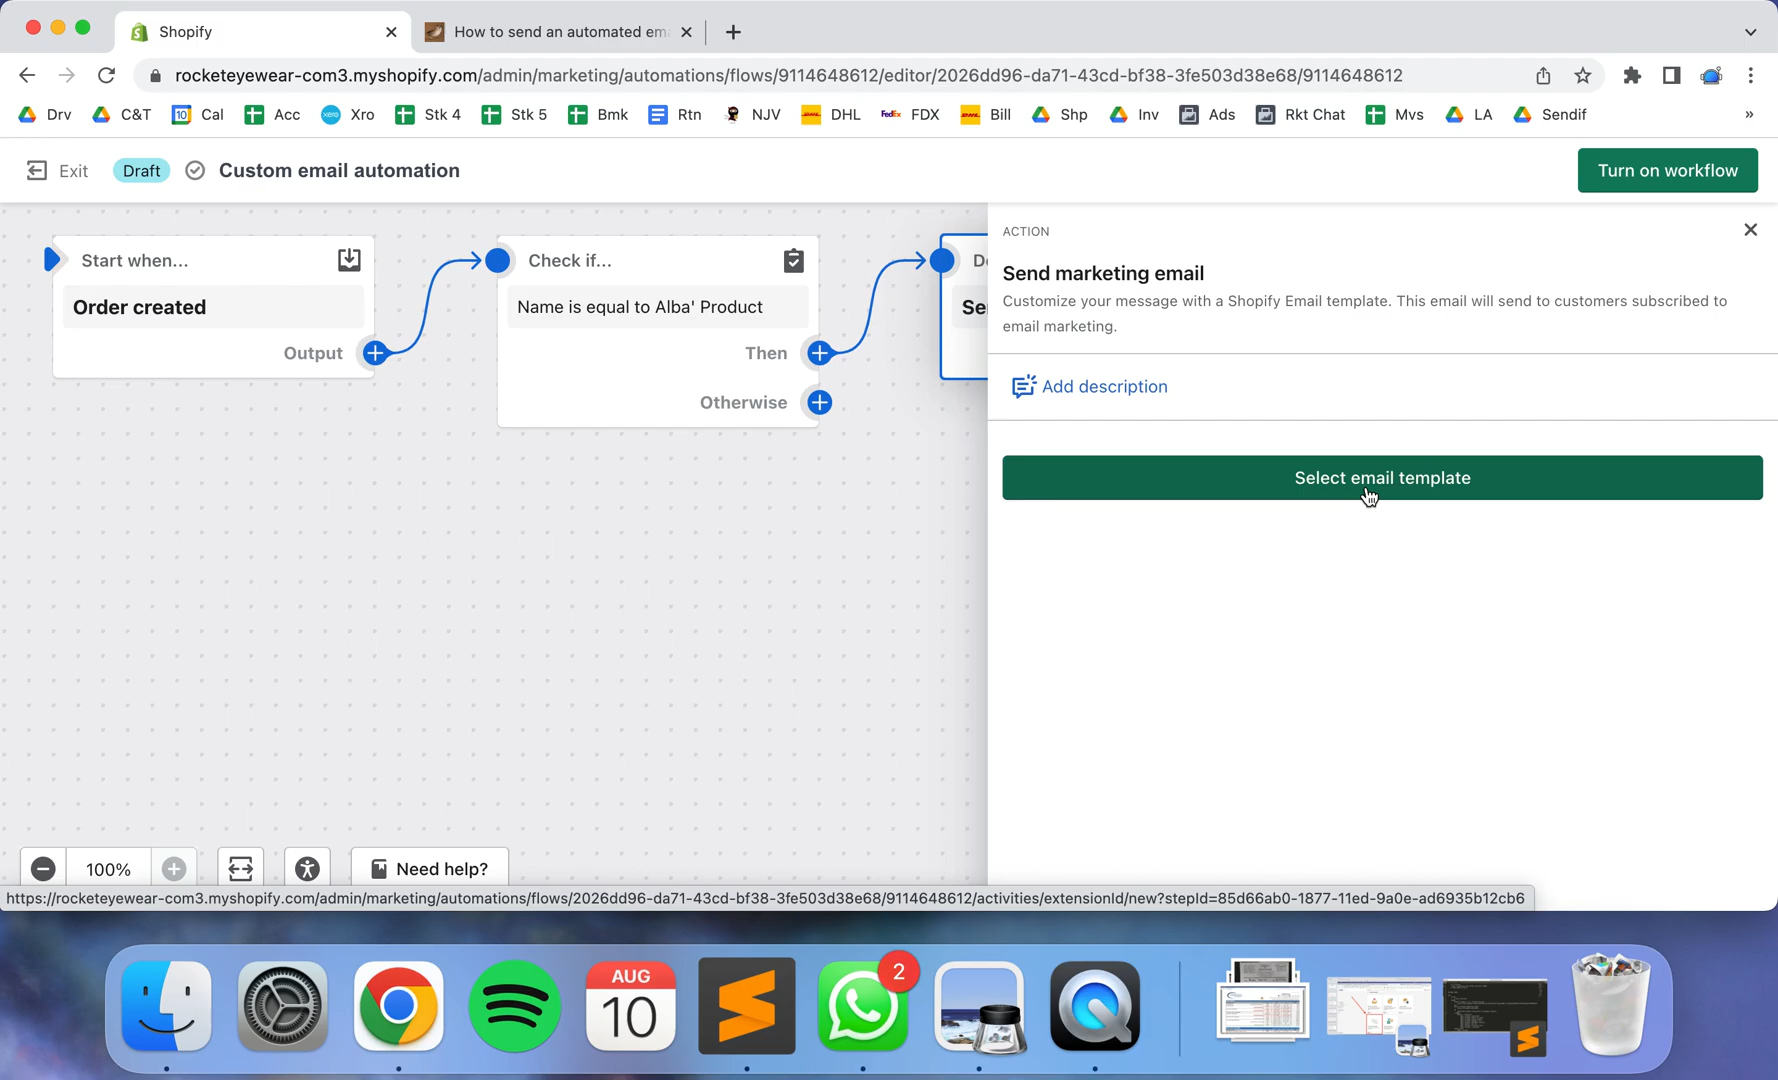 Shopify
How to send an automated ema
rocketeyewear-com3.myshopify.com/admin/marketing/automations/flows/9114648612/editor/2026dd96-da71-43cd-bf38-3fe503d38e68/9114648612
Drv C&T Cal Acc Xro Stk 4 Stk 5 Bmk Rtn NJV DHL FDX Bill Shp Inv Ads Rkt Chat Mvs LA Sendif »
Exit Draft Custom email automation Turn on workflow
Start when...
Order created
Output
Check if...
Name is equal to Alba' Product
Then
Otherwise
Do
Se
ACTION
Send marketing email
Customize your message with a Shopify Email template. This email will send to customers subscribed to
email marketing.
Add description
Select email template
100% Need help?
https://rocketeyewear-com3.myshopify.com/admin/marketing/automations/flows/2026dd96-da71-43cd-bf38-3fe503d38e68/9114648612/activities/extensionId/new?stepId=85d66ab0-1877-11ed-9a0e-ad6935b12cb6
AUG
10
2